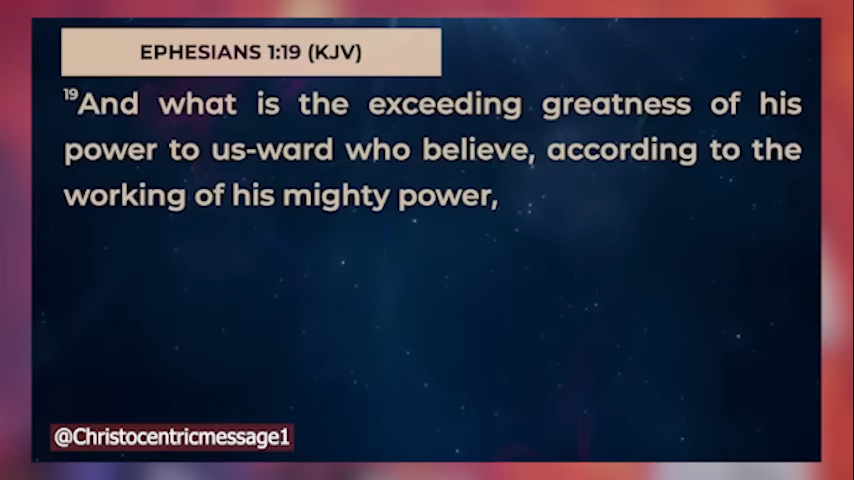 EPHESIANS 1:19 (KJV)
19And what is the exceeding greatness of his
power to us-ward who believe, according to the
working of his mighty power,
@Christocentricmessage1